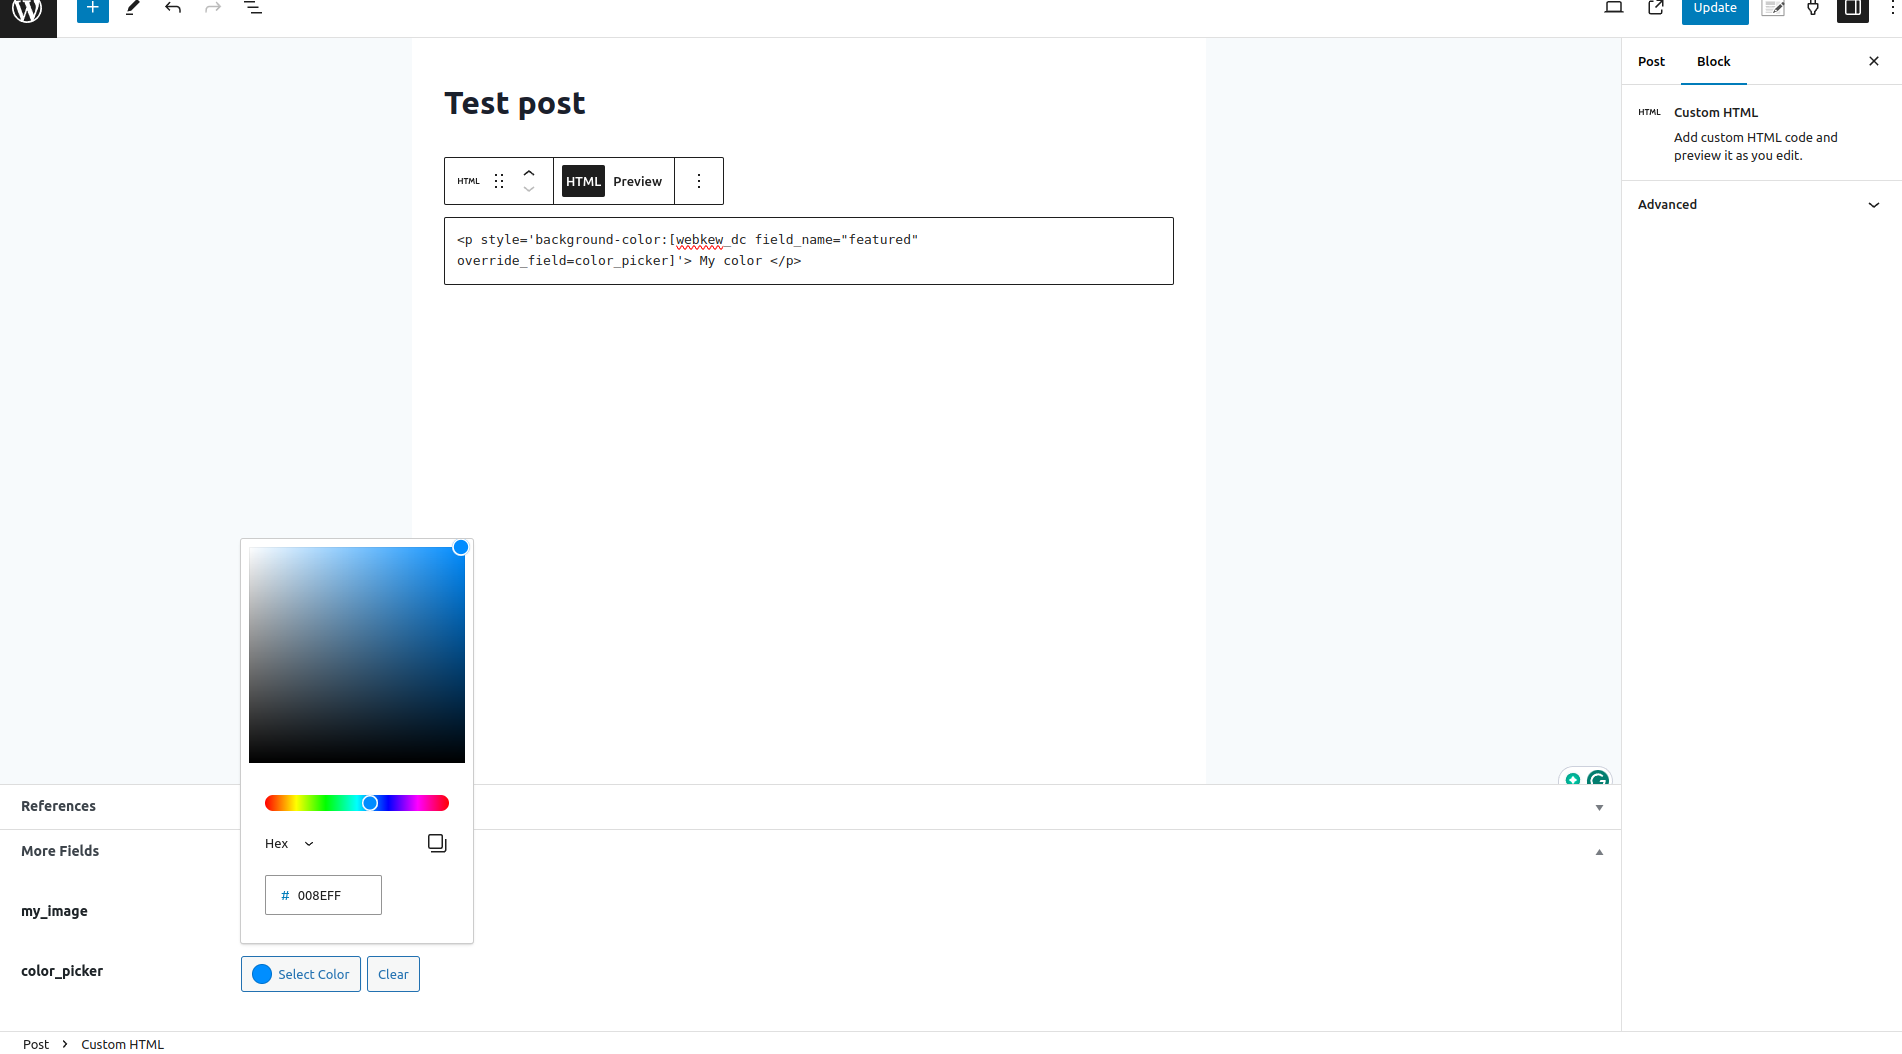 Update
Post
Block
Test post
HTML
Custom HTML
Add custom HTML code and
preview it as you edit.
HTML
HTML
Preview
Advanced
<p style='background-color:[webkew_dc field_name="featured"
override_field=color_picker]'> My color </p>
References
More Fields
Hex
# 008EFF
my_image
color_picker
Select Color
Clear
Post
Custom HTML